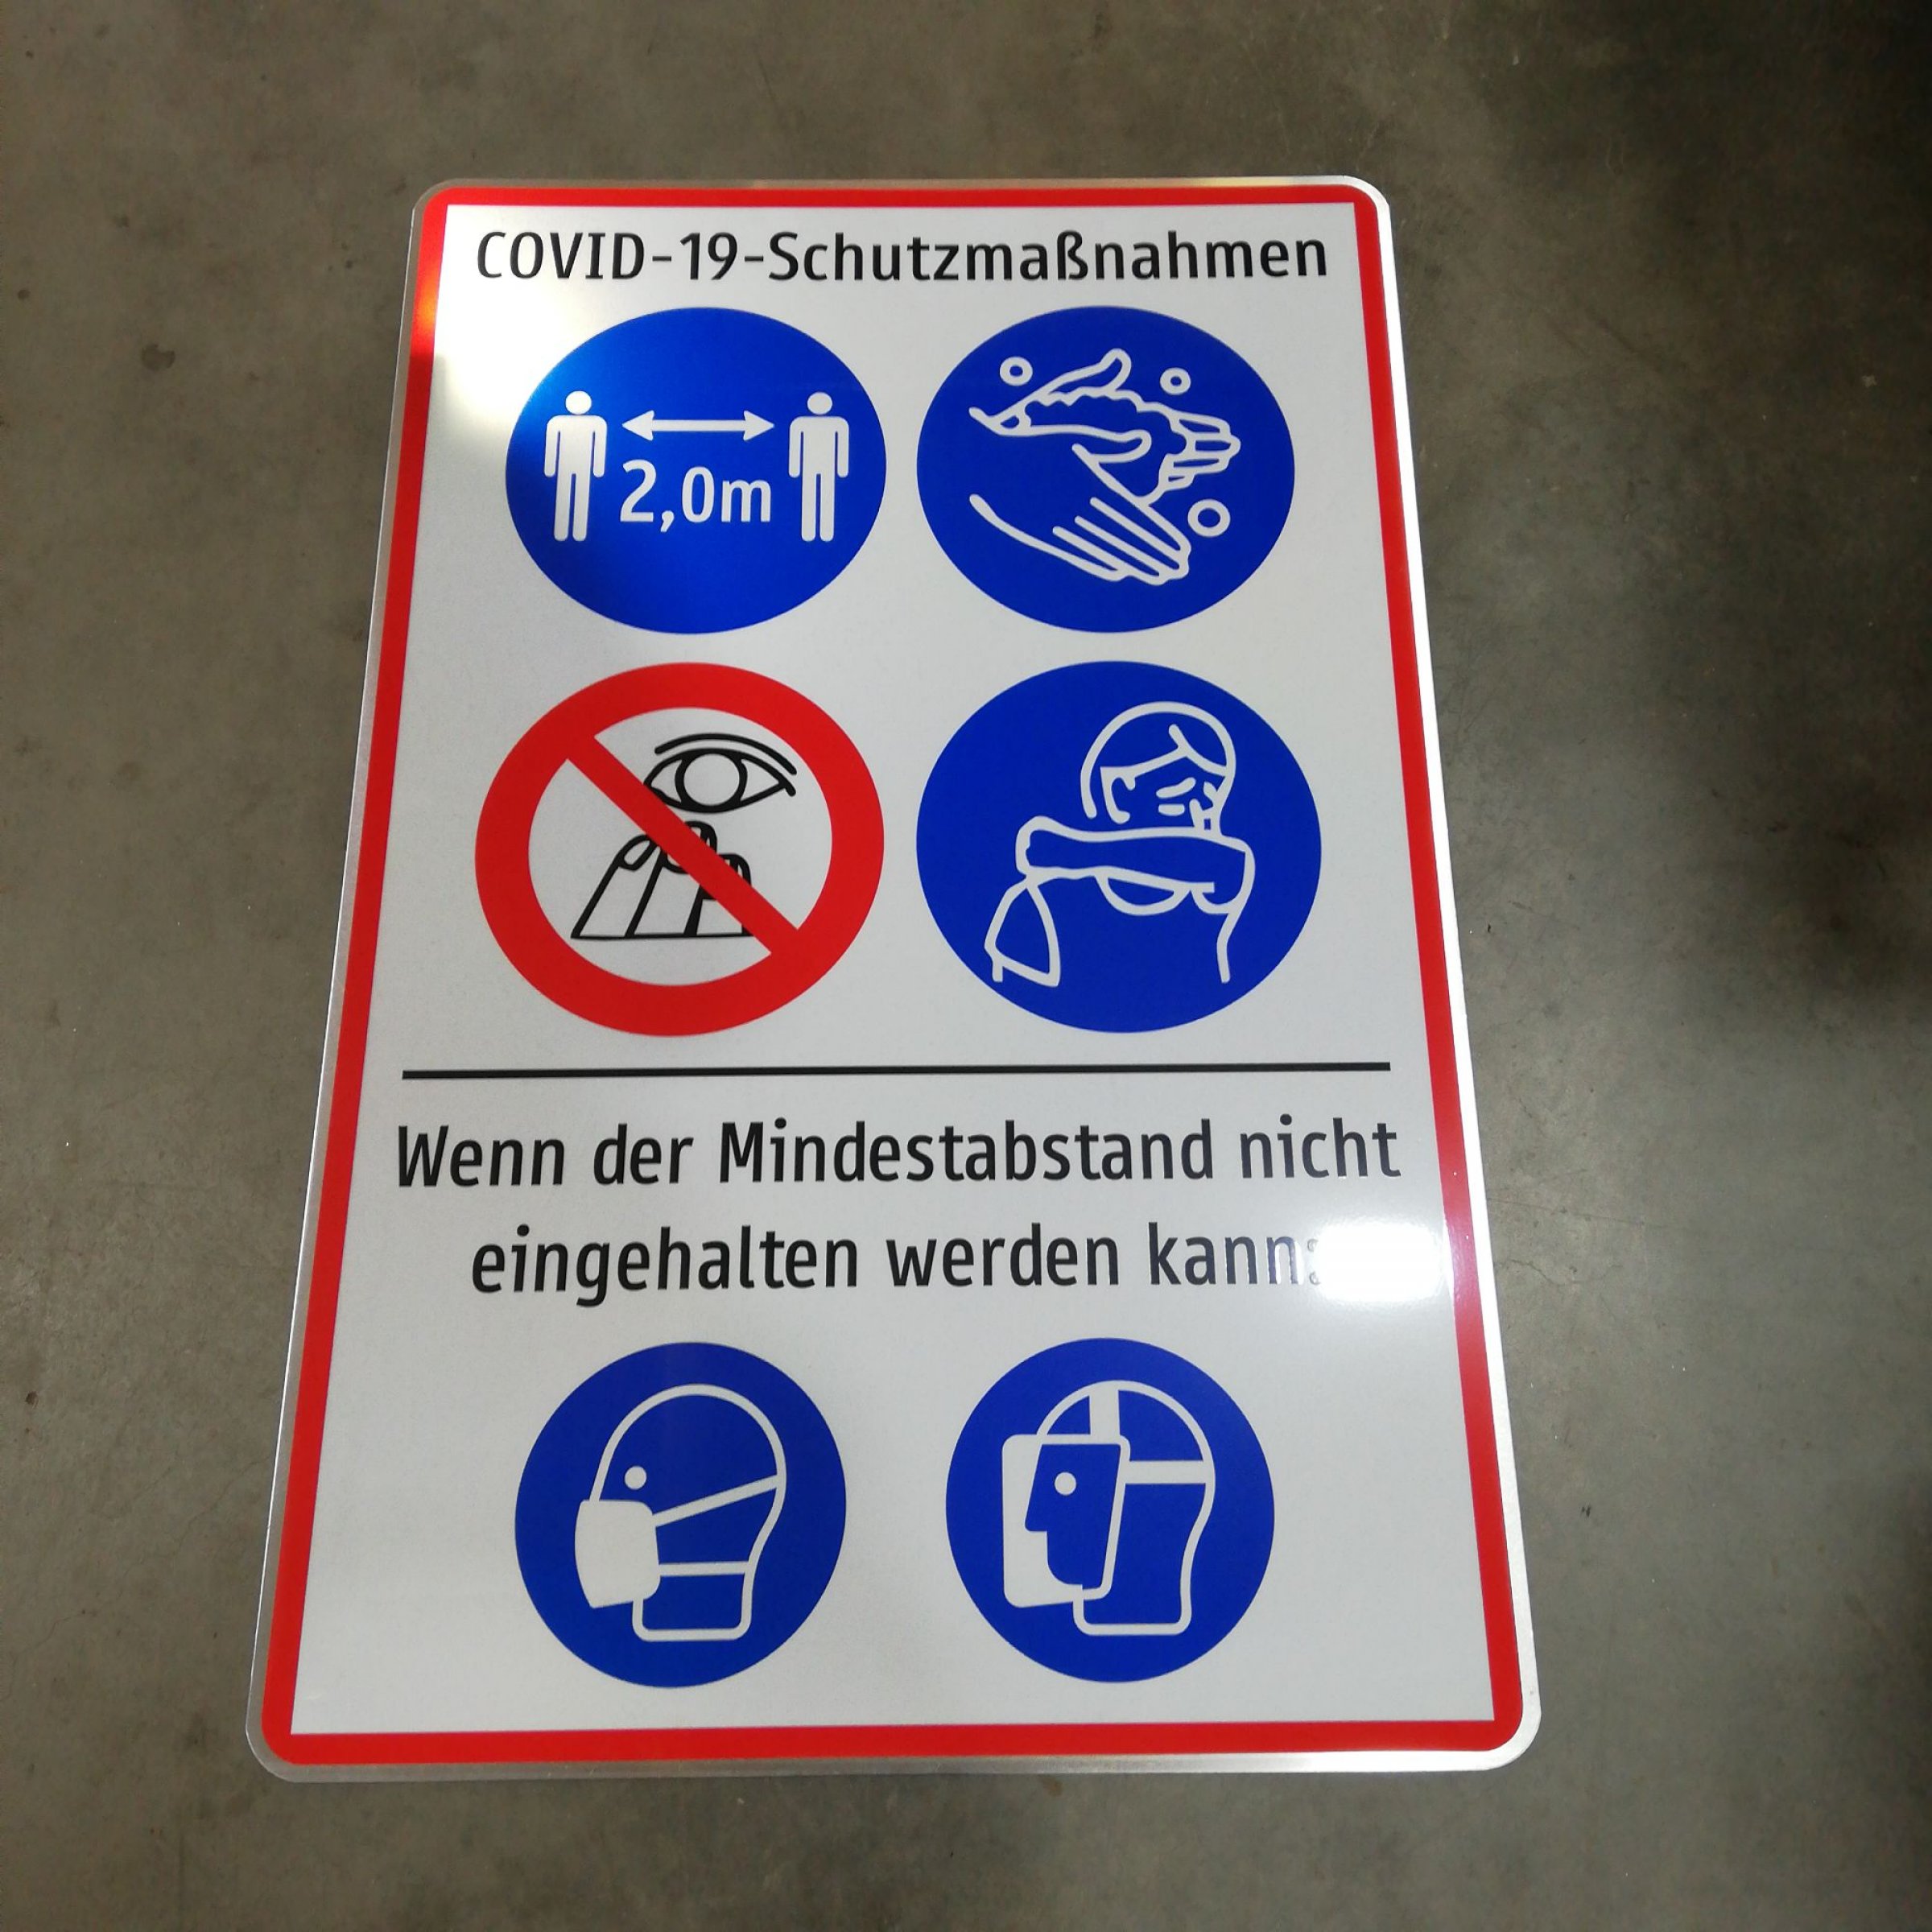 COVID-19-Schutzmaßnahmen
2,0m
Wenn der Mindestabstand nicht
eingehalten werden kann: